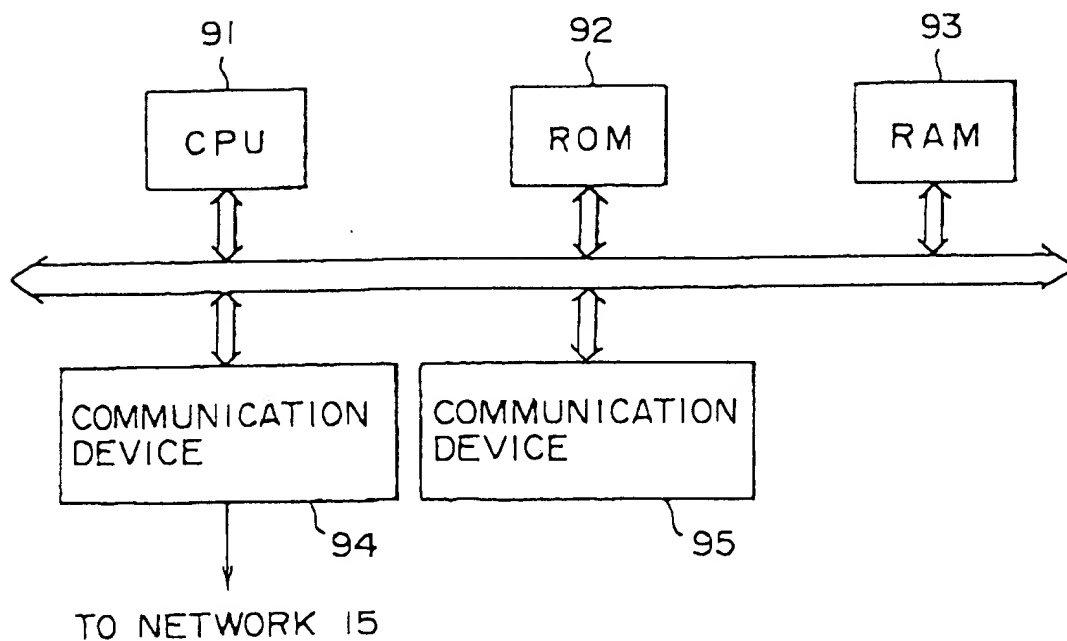 91
92
93
CPU
ROM
RAM
COMMUNICATION
DEVICE
COMMUNICATION
DEVICE
94
95
TO NETWORK 15